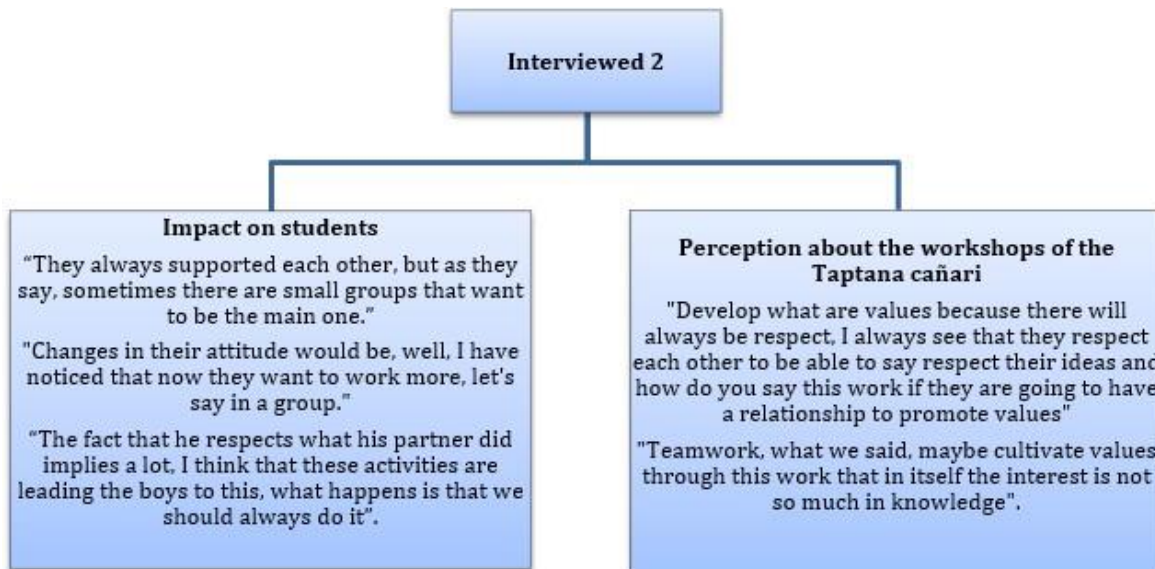 Interviewed 2
Impact on students
“They always supported each other, but as they
say, sometimes there are small groups that want
to be the main one.”
"Changes in their attitude would be, well, I have
noticed that now they want to work more, let's
say in a group.”
“The fact that he respects what his partner did
implies a lot, I think that these activities are
leading the boys to this, what happens is that we
should always do it”.
Perception about the workshops of the
Taptana cañari
"Develop what are values because there will
always be respect, I always see that they respect
each other to be able to say respect their ideas and
how do you say this work if they are going to have
a relationship to promote values"
"Teamwork, what we said, maybe cultivate values
through this work that in itself the interest is not
so much in knowledge".